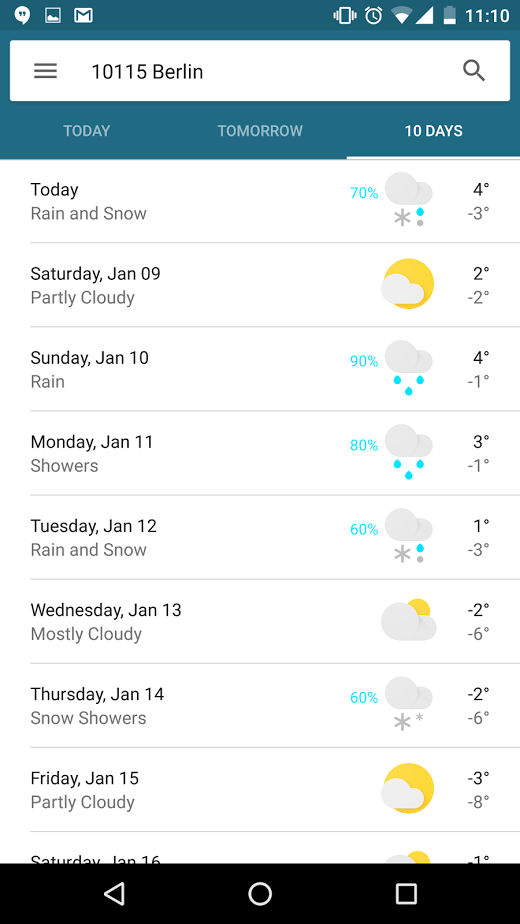 11:10
10115 Berlin
TODAY TOMORROW 10 DAYS
Today 70% 4°
Rain and Snow -3°
Saturday, Jan 09 2°
Partly Cloudy -2°
Sunday, Jan 10 90% 4°
Rain -1°
Monday, Jan 11 80% 3°
Showers -1°
Tuesday, Jan 12 60% 1°
Rain and Snow -3°
Wednesday, Jan 13 -2°
Mostly Cloudy -6°
Thursday, Jan 14 60% -2°
Snow Showers -6°
Friday, Jan 15 -3°
Partly Cloudy -8°
Saturday, Jan 16 -1°